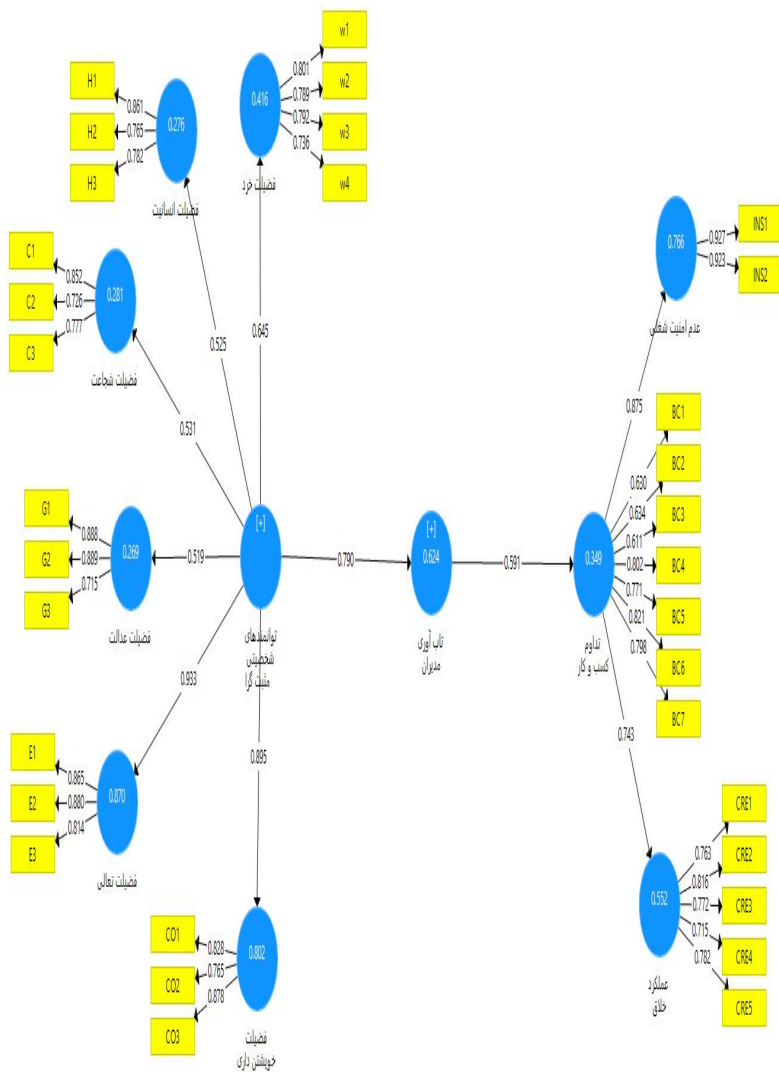 w1
0.801
w2
0.789
w3
0.792
w4
0.736
0.416
فضیلت خرد
H1
0.861
H2
0.765
H3
0.782
0.276
فضیلت انسانیت
C1
0.852
C2
0.726
C3
0.777
0.281
فضیلت شجاعت
0.645
0.525
0.531
G1
0.888
G2
0.889
G3
0.715
0.269
فضیلت عدالت
0.519
[+]
توانمندهای
شخصیتی
مثبت گرا
0.790
[+]
0.624
تاب آوری
مدیران
0.591
0.349
تداوم
کسب و کار
0.875
0.766
عدم امنیت شغلی
0.927
INS1
0.923
INS2
BC1
0.630
BC2
0.634
BC3
0.611
BC4
0.802
BC5
0.771
BC6
0.821
BC7
0.798
0.743
0.933
0.895
E1
0.865
E2
0.880
E3
0.814
0.870
فضیلت تعالی
CO1
0.828
CO2
0.765
CO3
0.878
0.802
فضیلت
خویشتن داری
0.552
عملکرد
خلاق
CRE1
0.763
CRE2
0.816
CRE3
0.772
CRE4
0.715
CRE5
0.782